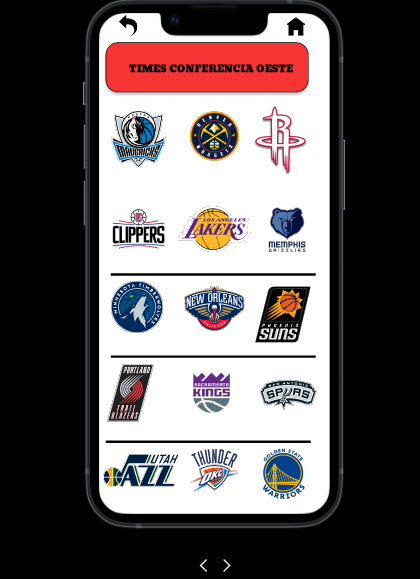 TIMES CONFERENCIA OESTE
MAVERICKS
DENVER
NUGGETS
R
CLIPPERS
LOS ANGELES
LAKERS
MEMPHIS
GRIZZLIES
MINNESOTA TIMBERWOLVES
NEW ORLEANS
PELICANS
PHOENIX
SUNS
PORTLAND
TRAIL
BLAZERS
SACRAMENTO
KINGS
SAN ANTONIO
SPURS
UTAH
JAZZ
THUNDER
OKC
GOLDEN STATE
WARRIORS